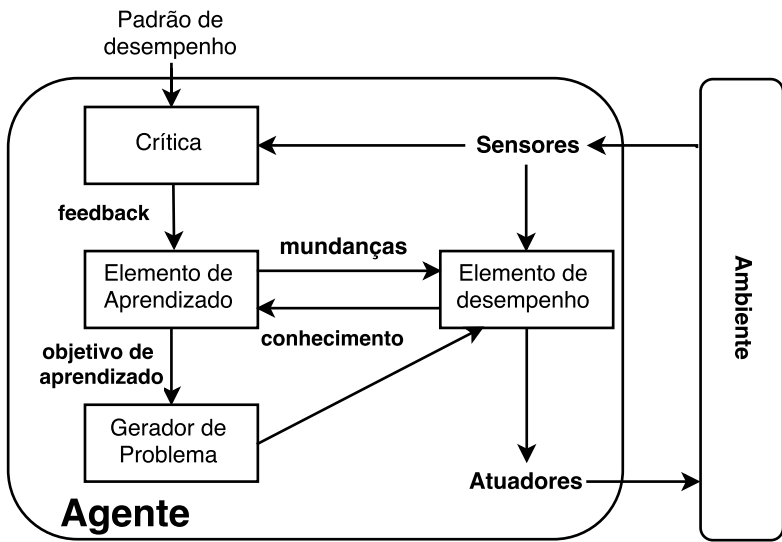 Padrão de
desempenho
Crítica
Sensores
feedback
mundanças
Elemento de
Aprendizado
Elemento de
desempenho
Ambiente
conhecimento
objetivo de
aprendizado
Gerador de
Problema
Atuadores
Agente